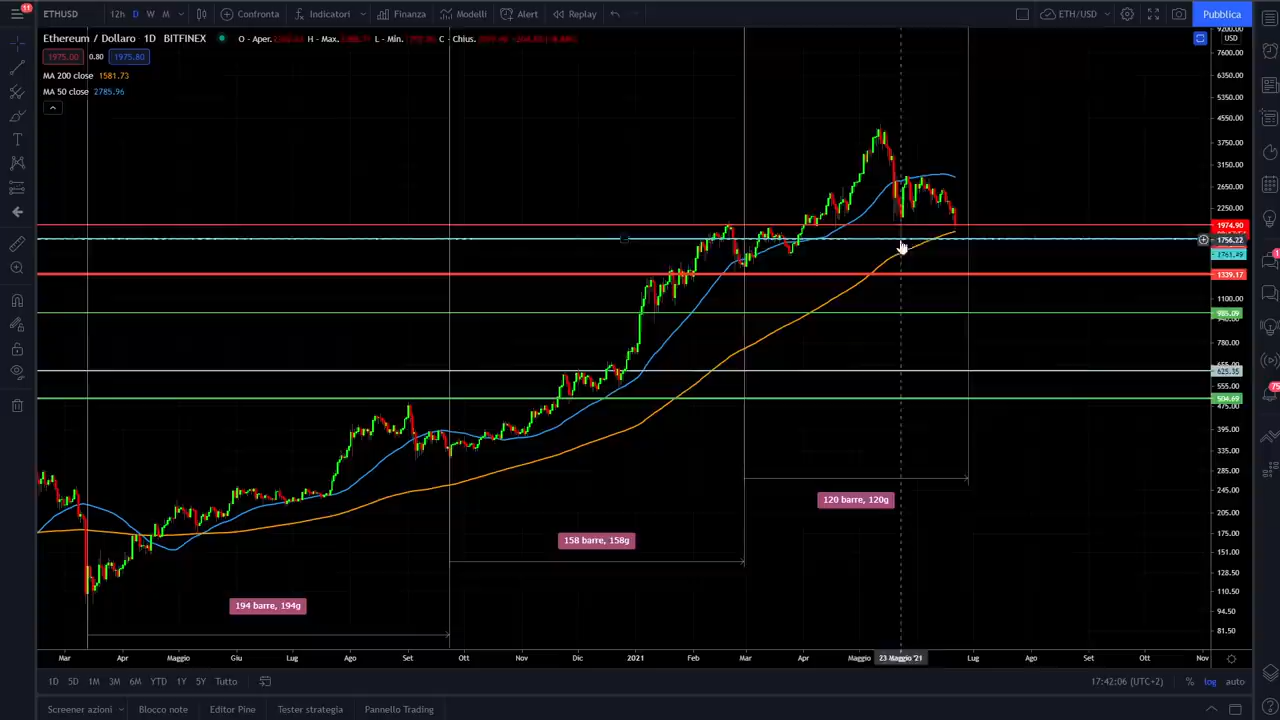 11
ETHUSD
12h D W M
Confronta
Indicatori
Finanza
Modelli
Alert
Replay
ETH/USD
Pubblica
Ethereum / Dollaro 1D BITFINEX
O - Aper.
H - Max.
L - Min.
C - Chius.
1975.00 0.80 1975.80
MA 200 close 1581.73
MA 50 close 2785.96
USD
7600.00
6350.00
5350.00
4550.00
3750.00
3150.00
2650.00
2250.00
1974.90
1756.22
1761.49
1339.17
1100.00
985.09
780.00
625.35
555.00
504.69
475.00
395.00
335.00
285.00
245.00
205.00
175.00
151.00
128.50
110.50
94.50
81.50
120 barre, 120g
158 barre, 158g
194 barre, 194g
Mar Apr Maggio Giu Lug Ago Set Ott Nov Dic 2021 Feb Mar Apr Maggio 23 Maggio '21 Lug Ago Set Ott Nov
1D 5D 1M 3M 6M YTD 1Y 5Y Tutto
17:42:06 (UTC+2) % log auto
Screener azioni Blocco note Editor Pine Tester strategia Pannello Trading